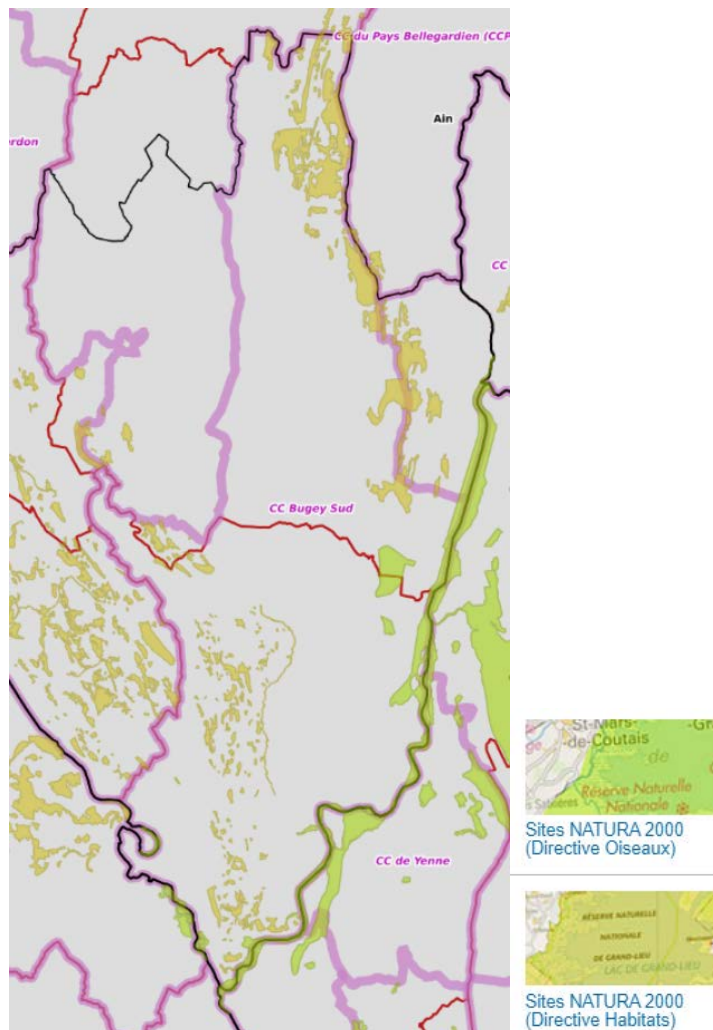 CC du Pays Bellegardien (CCP
Ain
rdon
CC
CC Bugey Sud
CC de Yenne
St-Mars-
-de-Coutais
-Gr
de
Réserve Naturelle
Nationale
Sites NATURA 2000
(Directive Oiseaux)
RÉSERVE NATURELLE
NATIONALE
DE GRAND-LIEU
LAC DE GRAND-LIEU
Sites NATURA 2000
(Directive Habitats)